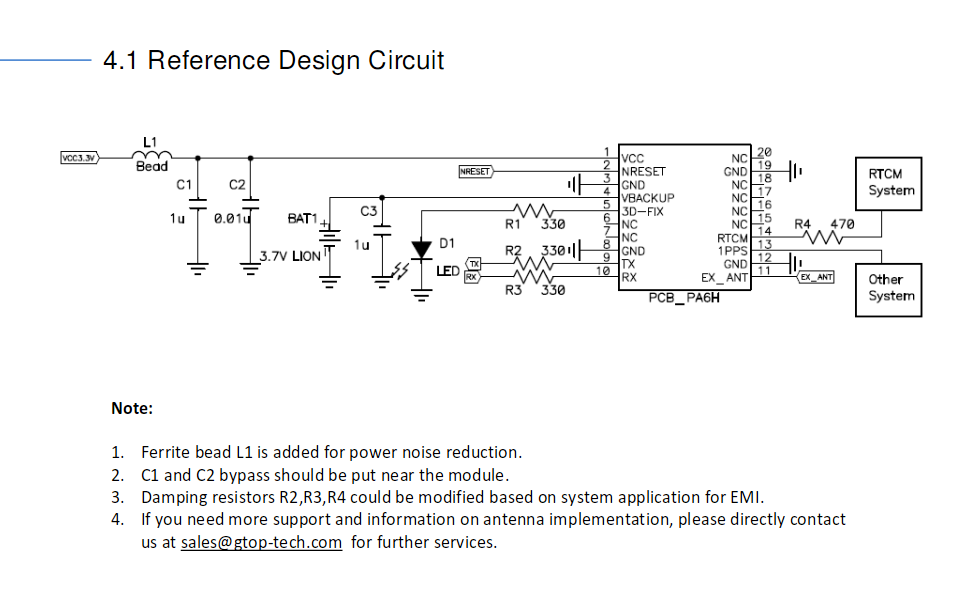 4.1 Reference Design Circuit
L1
VCC3.3V
Bead
C1
C2
1u
0.01u
BAT1
+
3.7V LION
C3
1u
D1
LED
NRESET
R1 330
R2 330
TX
RX
R3 330
1 VCC
2 NRESET
3 GND
4 VBACKUP
5 3D-FIX
6 NC
7 NC
8 GND
9 TX
10 RX
NC 20
GND 19
NC 18
NC 17
NC 16
NC 15
RTCM 14
1PPS 13
GND 12
EX_ANT 11
PCB_PA6H
R4 470
EX_ANT
RTCM
System
Other
System
Note:
1. Ferrite bead L1 is added for power noise reduction.
2. C1 and C2 bypass should be put near the module.
3. Damping resistors R2,R3,R4 could be modified based on system application for EMI.
4. If you need more support and information on antenna implementation, please directly contact
us at sales@gtop-tech.com for further services.